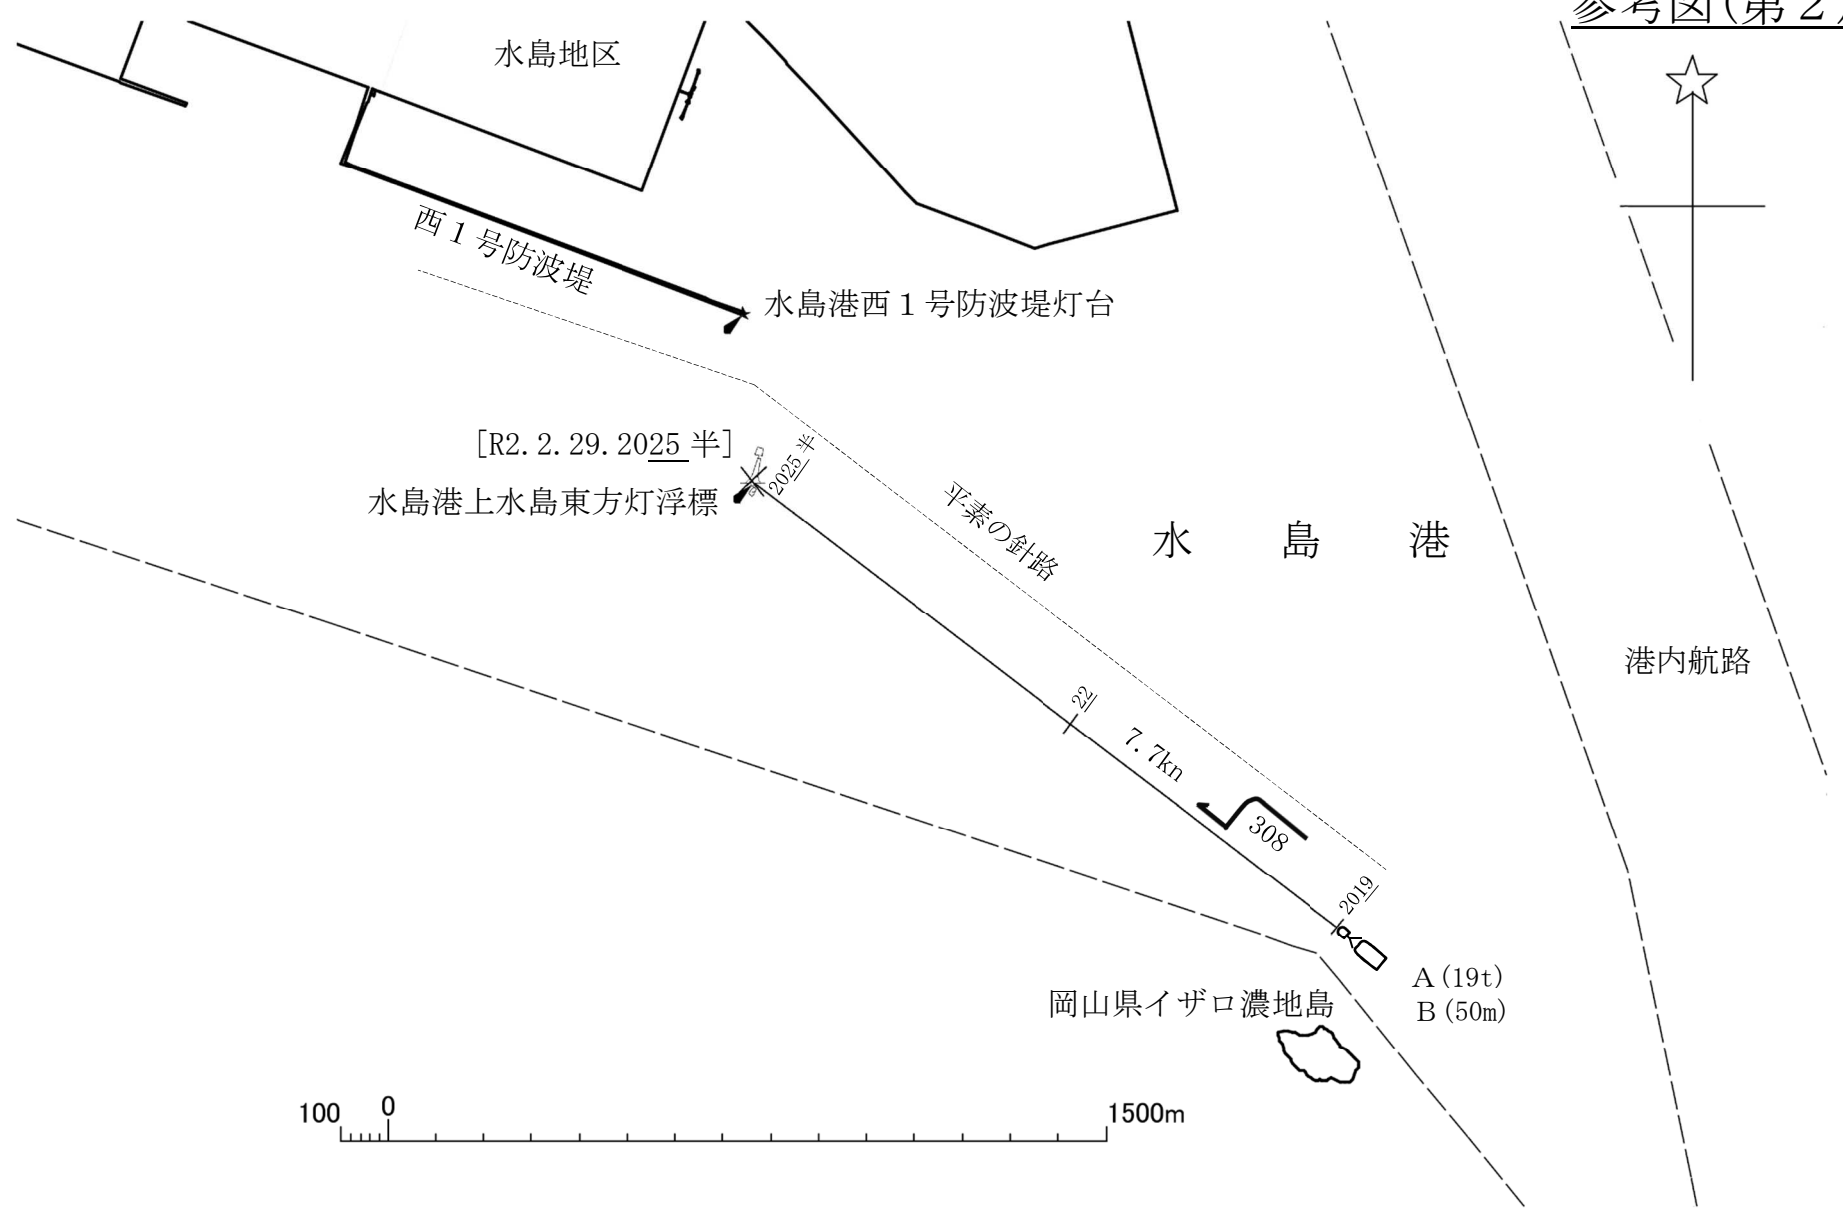 参考図(第2
水島地区
西1号防波堤
水島港西1号防波堤灯台
[R2.2.29.2025半]
2025半
水島港上水島東方灯浮標
平素の針路
水島港
港内航路
22
7.7kn
308
2019
A(19t)
B(50m)
岡山県イザロ濃地島
100 0 1500m